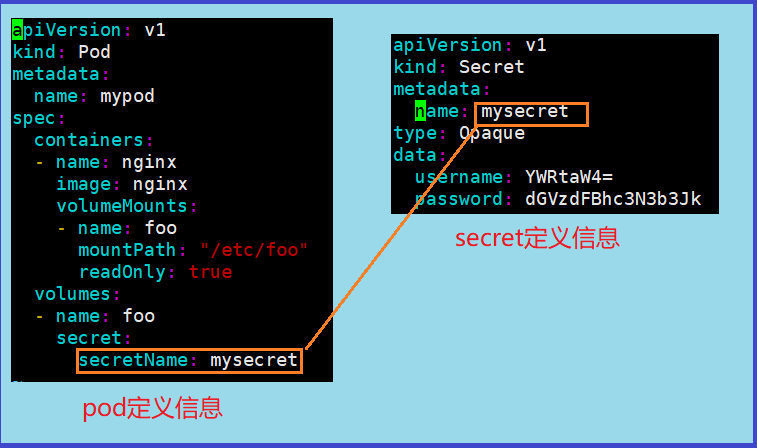 apiVersion: v1
kind: Pod
metadata:
  name: mypod
spec:
  containers:
  - name: nginx
    image: nginx
    volumeMounts:
    - name: foo
      mountPath: "/etc/foo"
      readOnly: true
  volumes:
  - name: foo
    secret:
      secretName: mysecret
pod定义信息
apiVersion: v1
kind: Secret
metadata:
  name: mysecret
type: Opaque
data:
  username: YWRtaW4=
  password: dGVzdFBhc3N3b3Jk
secret定义信息